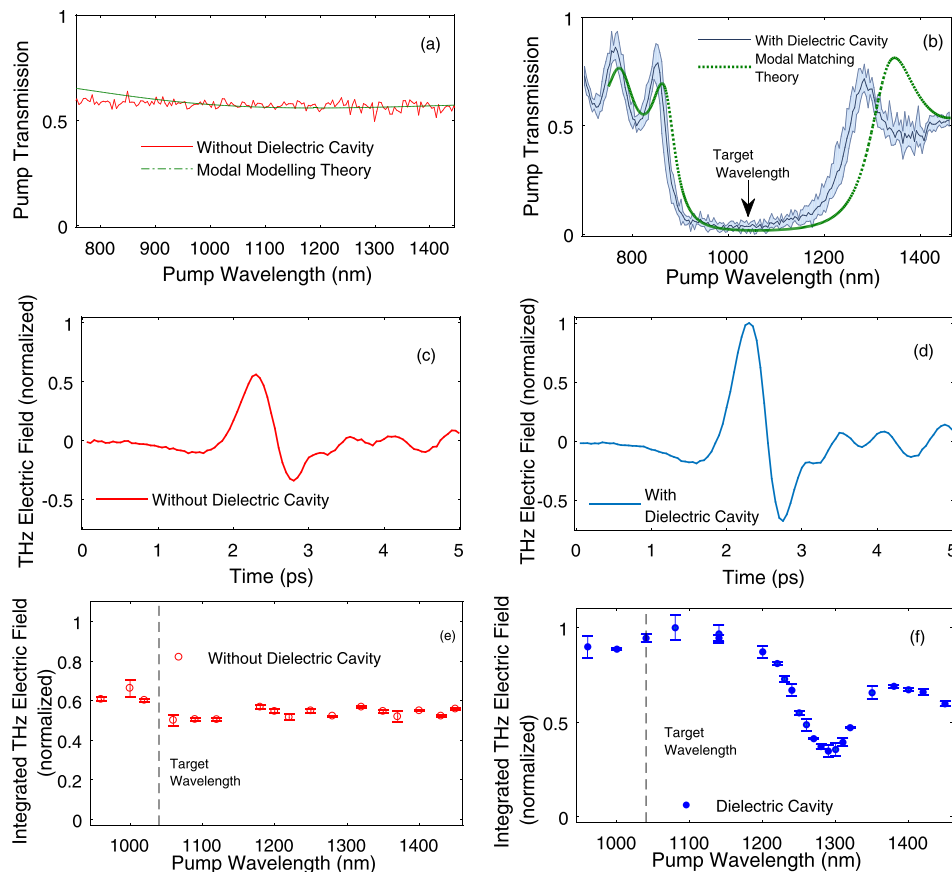 1
(a)
Pump Transmission
0.5
Without Dielectric Cavity
Modal Modelling Theory
0
800 900 1000 1100 1200 1300 1400
Pump Wavelength (nm)
1
(b)
With Dielectric Cavity
Modal Matching
Theory
Pump Transmission
0.5
Target
Wavelength
0
800 1000 1200 1400
Pump Wavelength (nm)
THz Electric Field (normalized)
1
(c)
0.5
0
-0.5
Without Dielectric Cavity
0 1 2 3 4 5
Time (ps)
THz Electric Field (normalized)
1
(d)
0.5
0
-0.5
With
Dielectric Cavity
0 1 2 3 4 5
Time (ps)
Integrated THz Electric Field
(normalized)
1
(e)
0.8
Without Dielectric Cavity
0.6
0.4
Target
Wavelength
0.2
0
1000 1100 1200 1300 1400
Pump Wavelength (nm)
Integrated THz Electric Field
(normalized)
1
(f)
0.5
Target
Wavelength
Dielectric Cavity
0
1000 1100 1200 1300 1400
Pump Wavelength (nm)